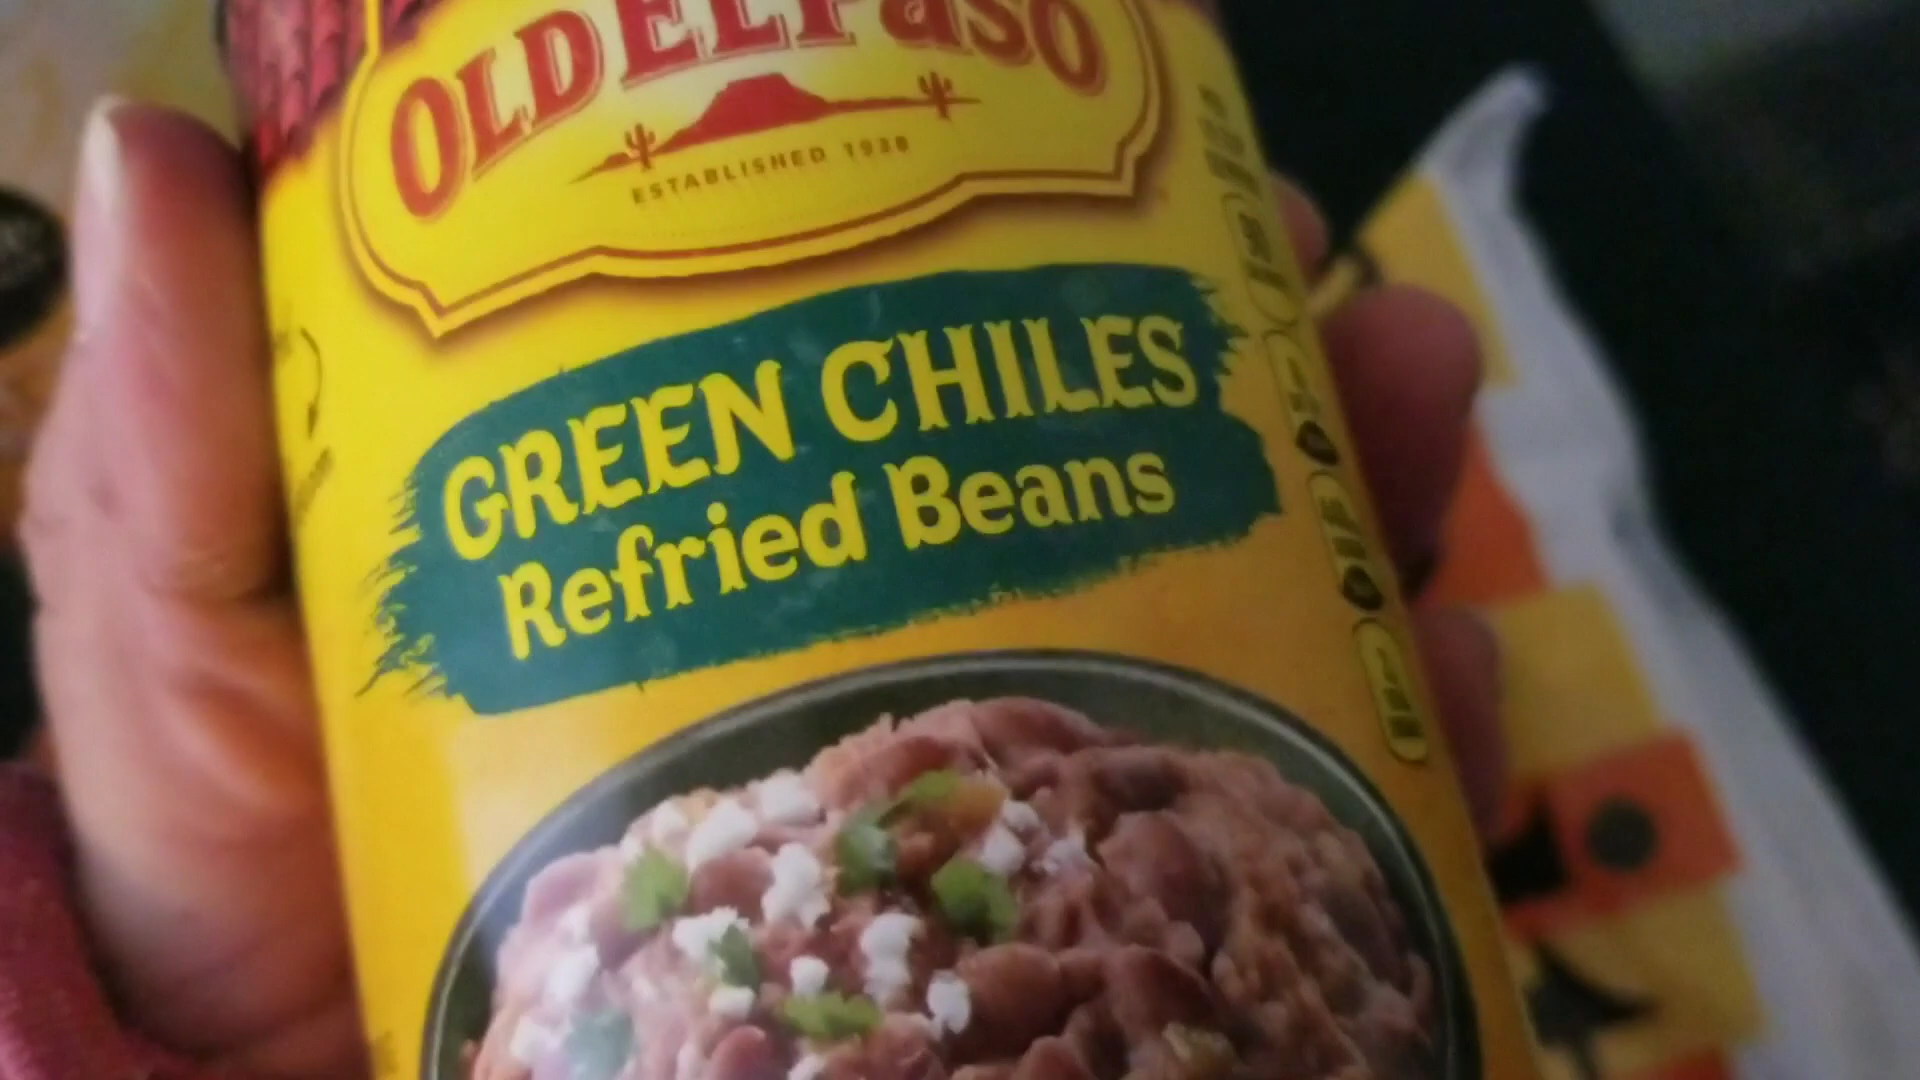 OLD EL PasO
ESTABLISHED 1938
GREEN CHILES
Refried Beans